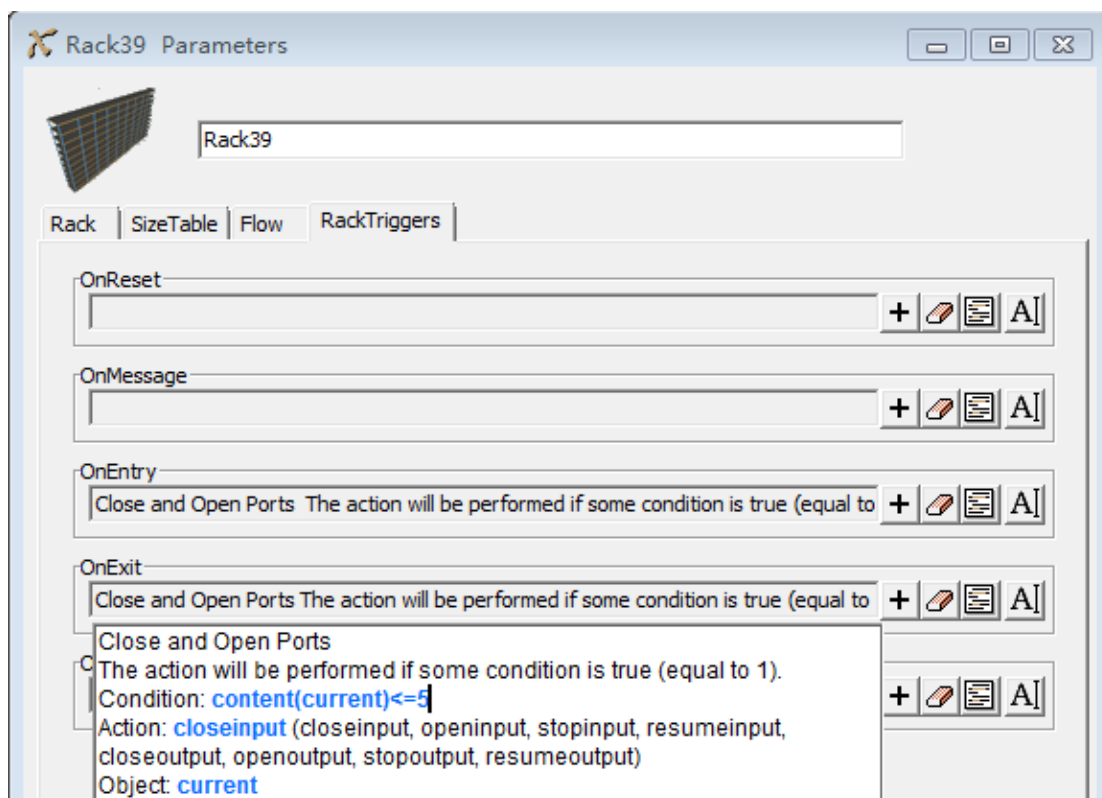 Rack39 Parameters
Rack39
Rack SizeTable Flow RackTriggers
OnReset
OnMessage
OnEntry
Close and Open Ports The action will be performed if some condition is true (equal to
OnExit
Close and Open Ports The action will be performed if some condition is true (equal to
Close and Open Ports
The action will be performed if some condition is true (equal to 1).
Condition: content(current)<=5
Action: closeinput (closeinput, openinput, stopinput, resumeinput,
closeoutput, openoutput, stopoutput, resumeoutput)
Object: current